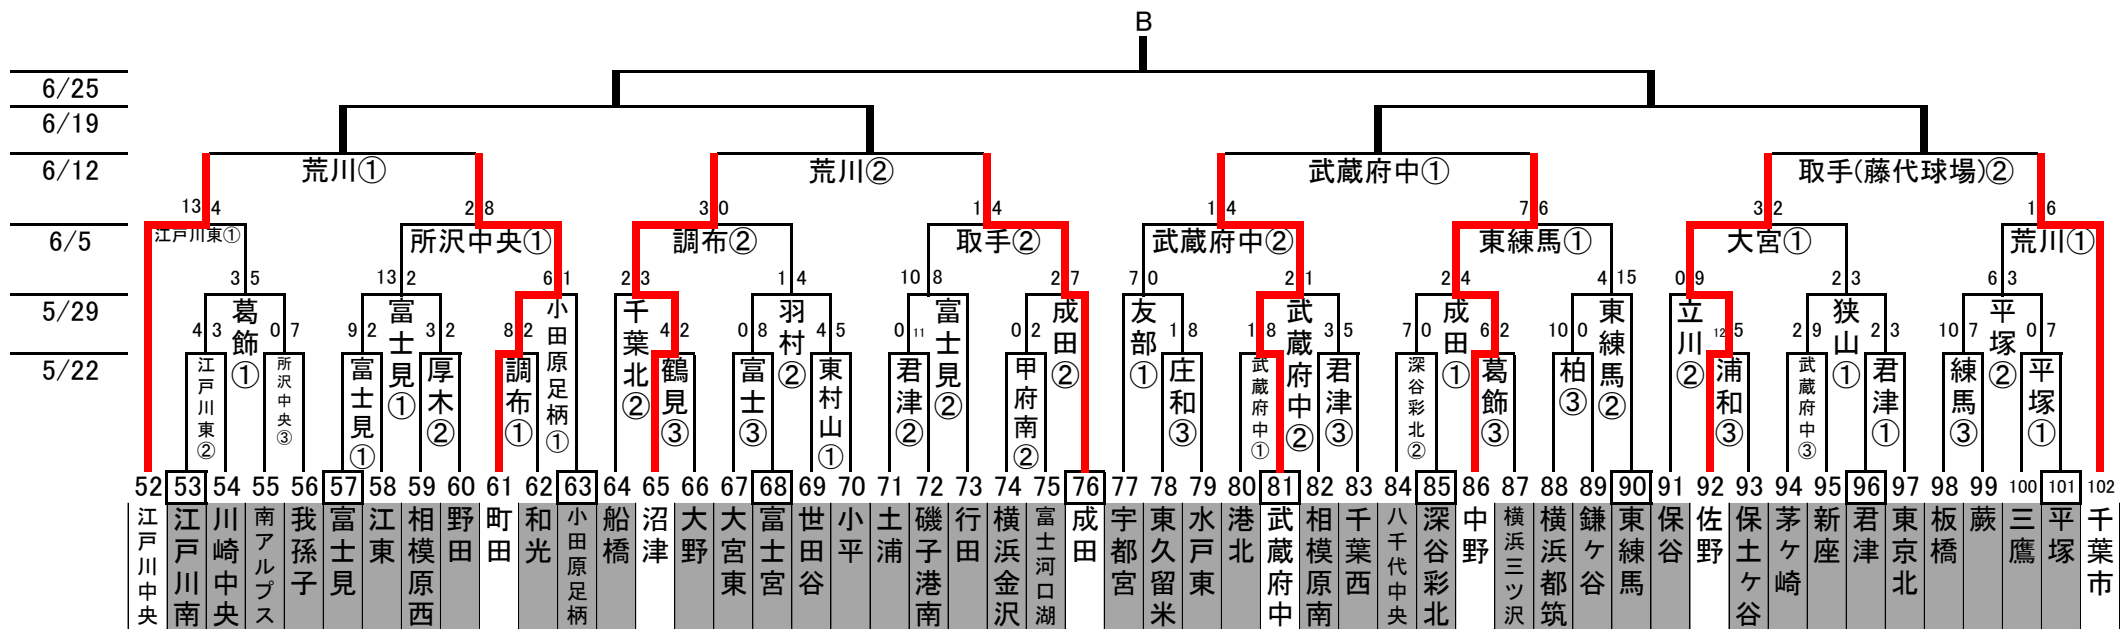 B
6/25
6/19
6/12
荒川①
荒川②
武蔵府中①
取手(藤代球場)②
13 4
2 8
3 0
1 4
1 4
7 6
3 2
1 6
6/5
江戸川東①
所沢中央①
調布②
取手②
武蔵府中②
東練馬①
大宮①
荒川①
3 5
13 2
6 1
2 3
1 4
10 8
2 7
7 0
2 1
2 4
4 15
0 9
2 3
6 3
5/29
葛飾①
富士見①
小田原足柄①
千葉北②
羽村②
富士見②
成田②
友部①
武蔵府中②
成田①
東練馬②
立川②
狭山①
平塚②
4 3
0 7
9 2
3 2
8 2
4 2
0 8
4 5
0 11
0 2
1 8
1 8
3 5
7 0
6 2
10 0
12 5
2 9
2 3
10 7
0 7
5/22
江戸川東②
所沢中央③
富士見①
厚木②
調布①
鶴見③
富士③
東村山①
君津②
甲府南②
庄和③
武蔵府中①
君津③
深谷彩北②
葛飾③
柏③
浦和③
武蔵府中③
君津①
練馬③
平塚①
52 53 54 55 56 57 58 59 60 61 62 63 64 65 66 67 68 69 70 71 72 73 74 75 76 77 78 79 80 81 82 83 84 85 86 87 88 89 90 91 92 93 94 95 96 97 98 99 100 101 102
江戸川中央
江戸川南
川崎中央
南アルプス
我孫子
富士見
江東
相模原西
野田
町田
和光
小田原足柄
船橋
沼津
大野
大宮東
富士宮
世田谷
小平
土浦
磯子港南
行田
横浜金沢
富士河口湖
成田
宇都宮
東久留米
水戸東
港北
武蔵府中
相模原南
千葉西
八千代中央
深谷彩北
中野
横浜三ツ沢
横浜都筑
鎌ヶ谷
東練馬
保谷
佐野
保土ヶ谷
茅ヶ崎
新座
君津
東京北
板橋
蕨
三鷹
平塚
千葉市